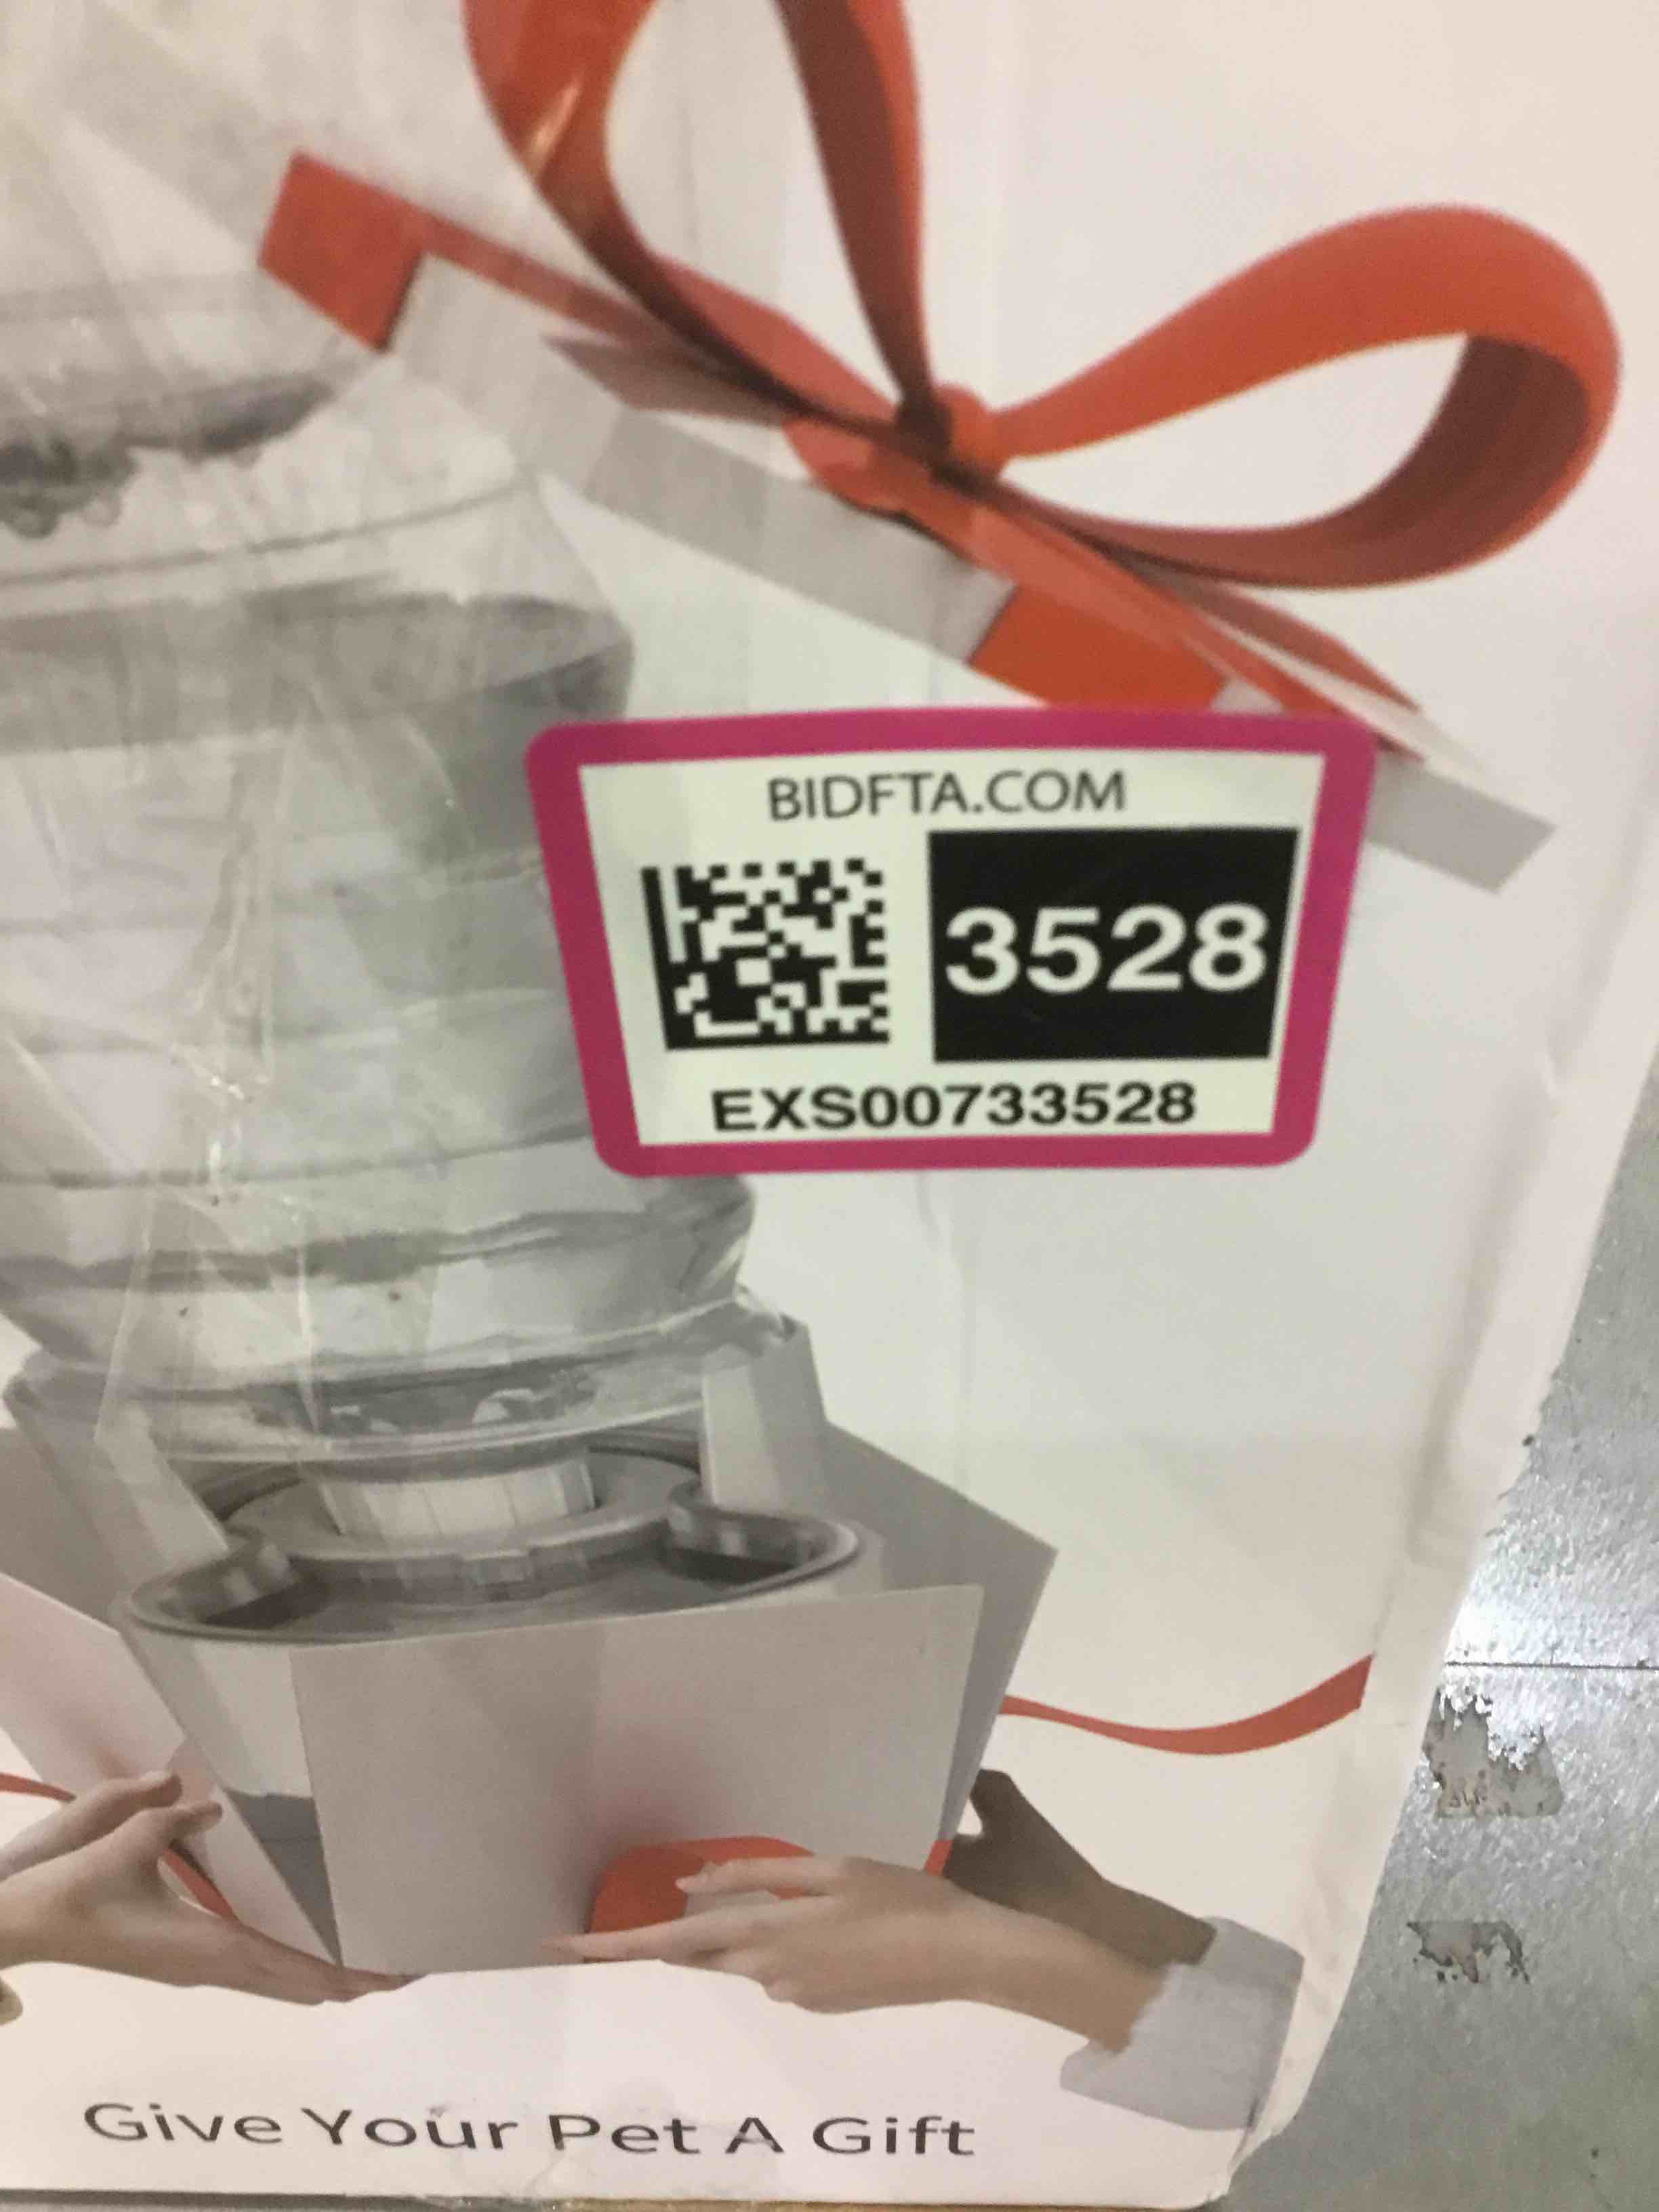 BIDFTA.COM
3528
EXS00733528
Give Your Pet A Gift